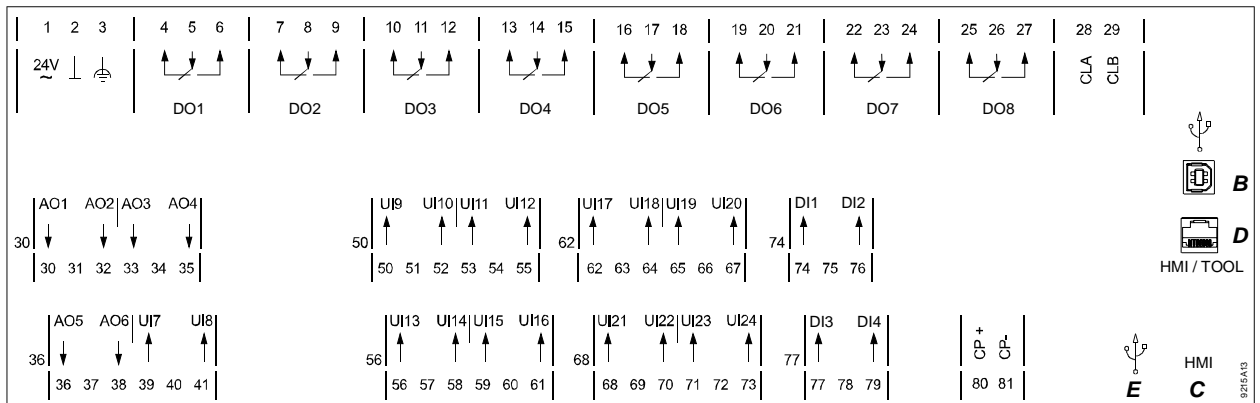 1 2 3 4 5 6 7 8 9 10 11 12 13 14 15 16 17 18 19 20 21 22 23 24 25 26 27 28 29
24V
~
CLA CLB
DO1 DO2 DO3 DO4 DO5 DO6 DO7 DO8
B
AO1 AO2 AO3 AO4 UI9 UI10 UI11 UI12 UI17 UI18 UI19 UI20 DI1 DI2
30 50 62 74 D
30 31 32 33 34 35 50 51 52 53 54 55 62 63 64 65 66 67 74 75 76 HMI / TOOL
AO5 AO6 UI7 UI8 UI13 UI14 UI15 UI16 UI21 UI22 UI23 UI24 DI3 DI4 CP + CP-
36 56 68 77 HMI
36 37 38 39 40 41 56 57 58 59 60 61 68 69 70 71 72 73 77 78 79 80 81 E C
9215A13